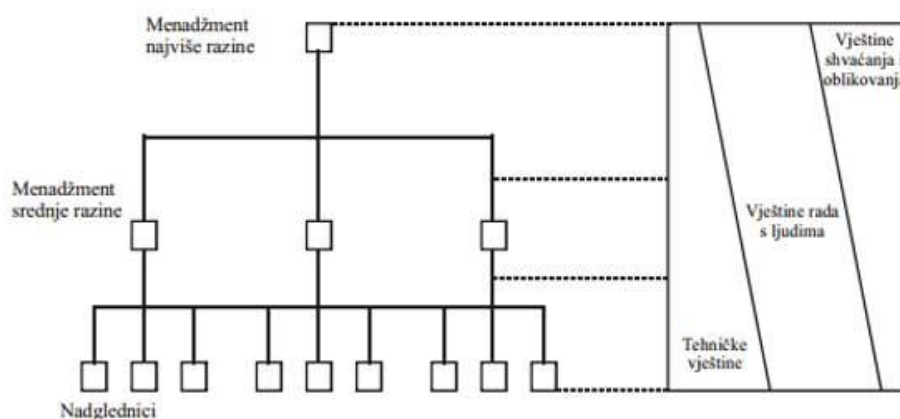 Menadžment
najviše razine
Vještine
shvaćanja i
oblikovanja
Menadžment
srednje razine
Vještine rada
s ljudima
Tehničke
vještine
Nadglednici